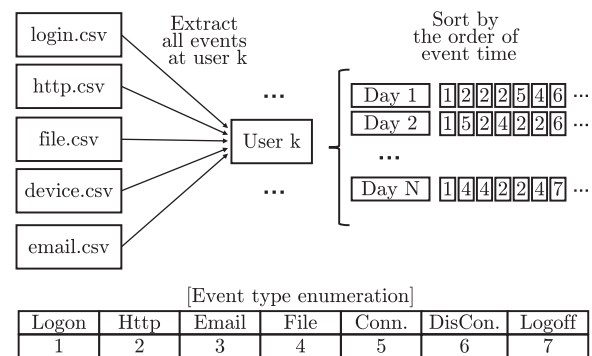 login.csv
http.csv
file.csv
device.csv
email.csv
Extract
all events
at user k
...
User k
...
Sort by
the order of
event time
Day 1 1 2 2 2 5 4 6 ...
Day 2 1 5 2 4 2 2 6 ...
...
Day N 1 4 4 2 2 4 7 ...
[Event type enumeration]
Logon Http Email File Conn. DisCon. Logoff
1 2 3 4 5 6 7